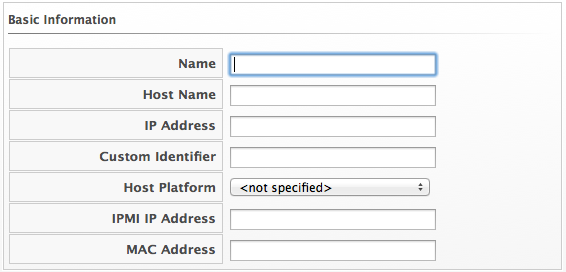 Basic Information
Name
Host Name
IP Address
Custom Identifier
Host Platform <not specified>
IPMI IP Address
MAC Address